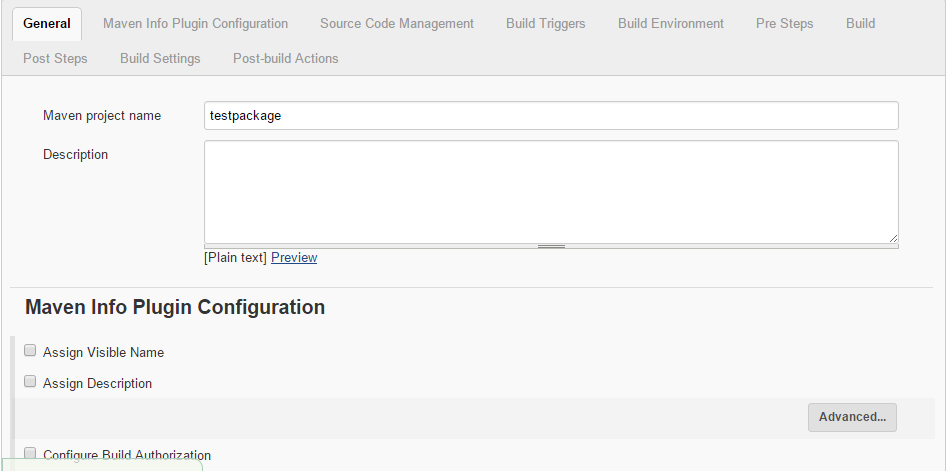 General Maven Info Plugin Configuration Source Code Management Build Triggers Build Environment Pre Steps Build
Post Steps Build Settings Post-build Actions
Maven project name testpackage
Description
[Plain text] Preview
Maven Info Plugin Configuration
Assign Visible Name
Assign Description
Advanced...
Configure Build Authorization